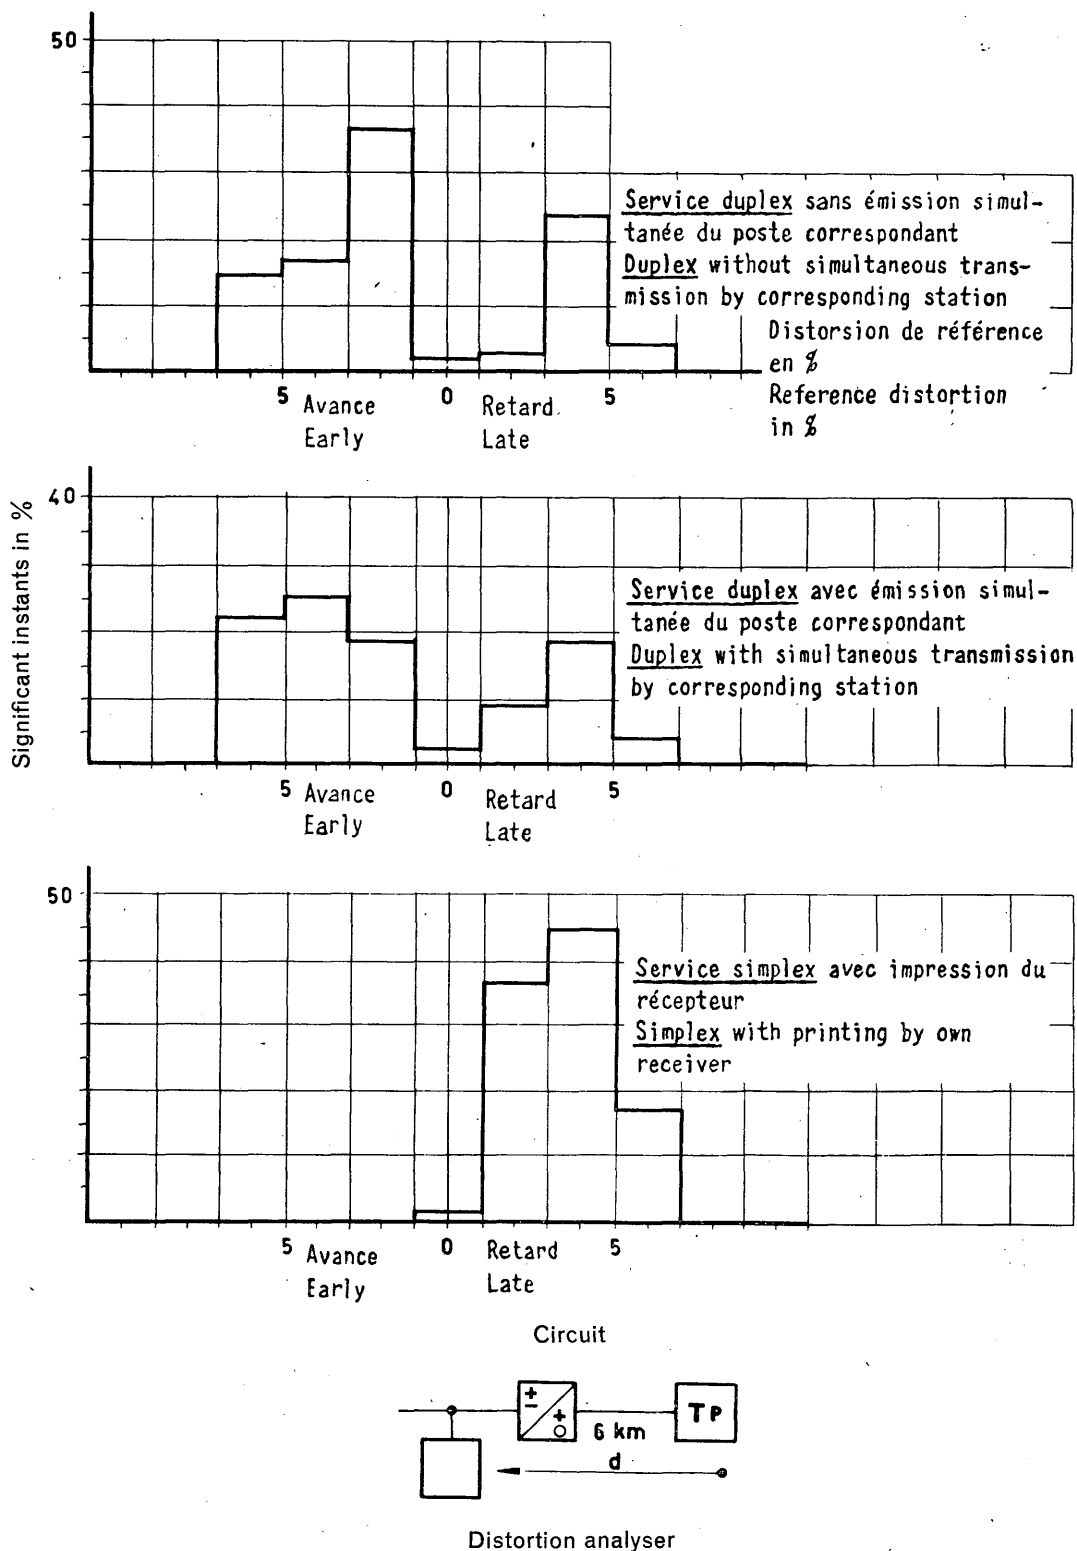 50
Service duplex sans émission simul-
tanée du poste correspondant
Duplex without simultaneous trans-
mission by corresponding station
Distorsion de référence
en %
Reference distortion
in %
5 Avance 0 Retard 5
Early Late
Significant instants in %
40
Service duplex avec émission simul-
tanée du poste correspondant
Duplex with simultaneous transmission
by corresponding station
5 Avance 0 Retard 5
Early Late
50
Service simplex avec impression du
récepteur
Simplex with printing by own
receiver
5 Avance 0 Retard 5
Early Late
Circuit
+
-
+
O
6 km
TP
d
Distortion analyser